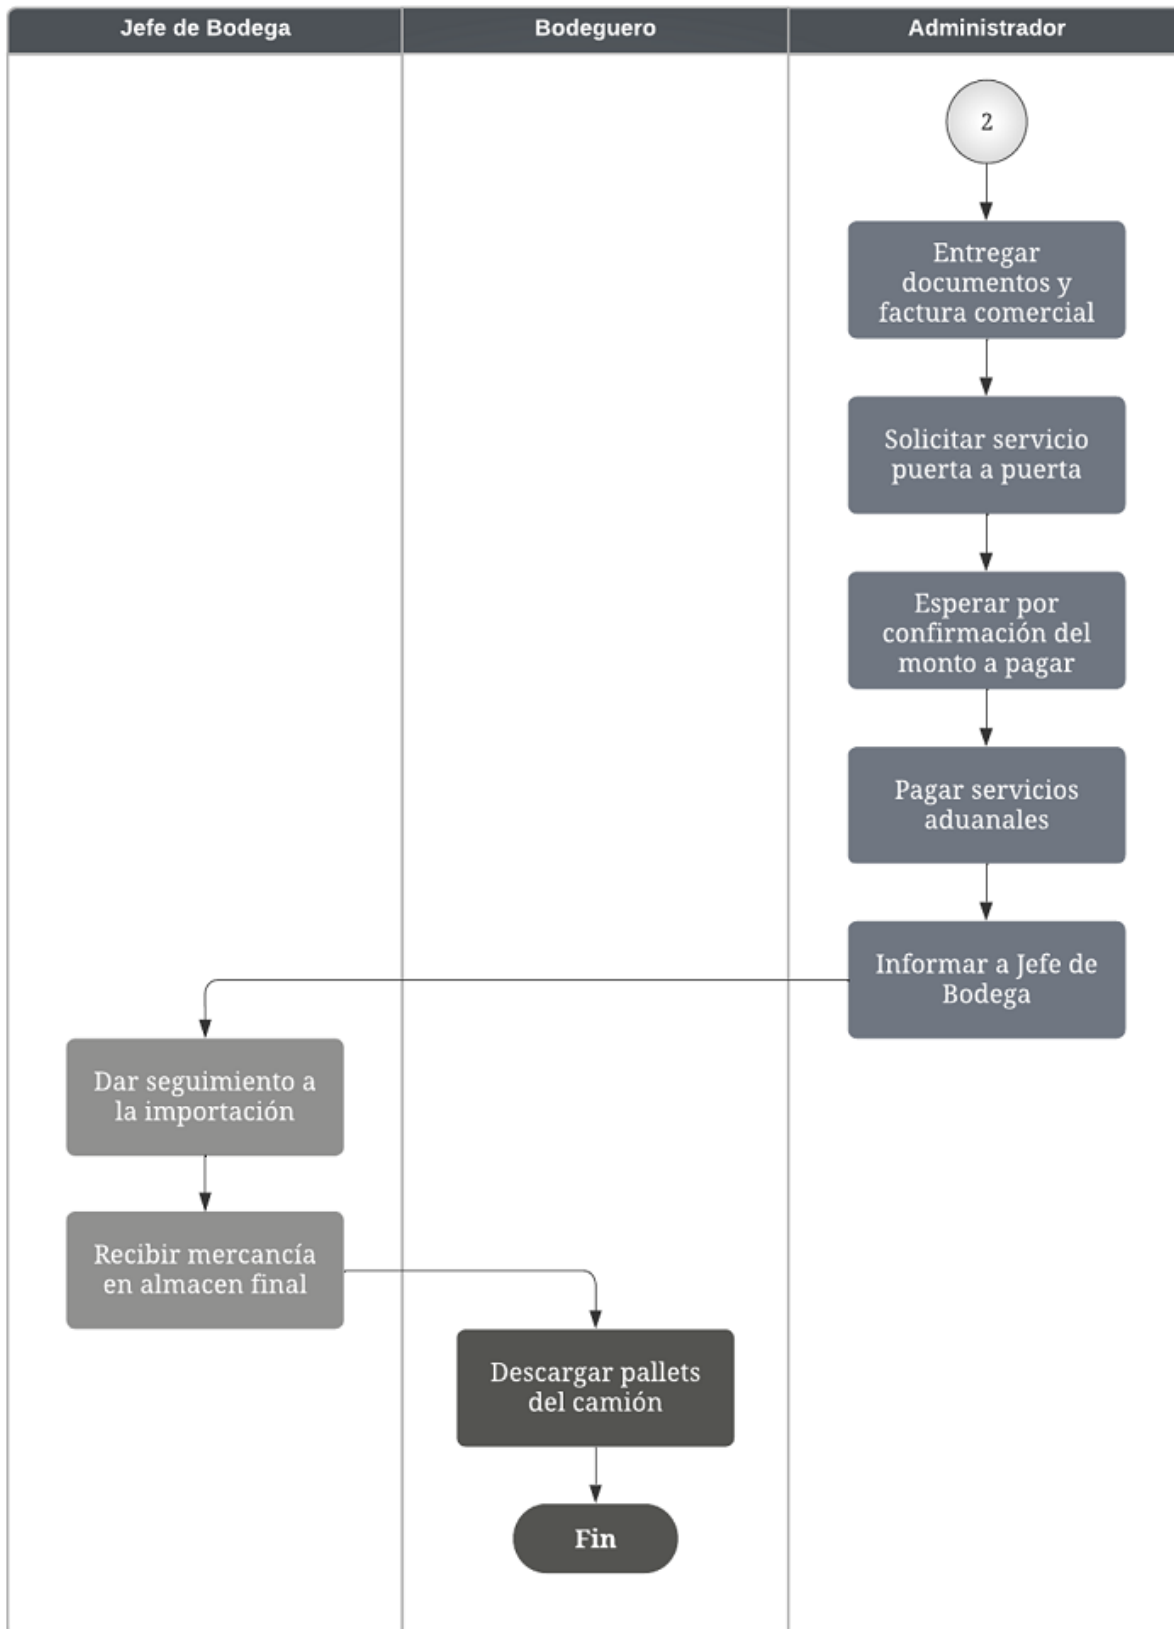 Jefe de Bodega
Bodeguero
Administrador
2
Entregar
documentos y
factura comercial
Solicitar servicio
puerta a puerta
Esperar por
confirmación del
monto a pagar
Pagar servicios
aduanales
Informar a Jefe de
Bodega
Dar seguimiento a
la importación
Recibir mercancía
en almacen final
Descargar pallets
del camión
Fin